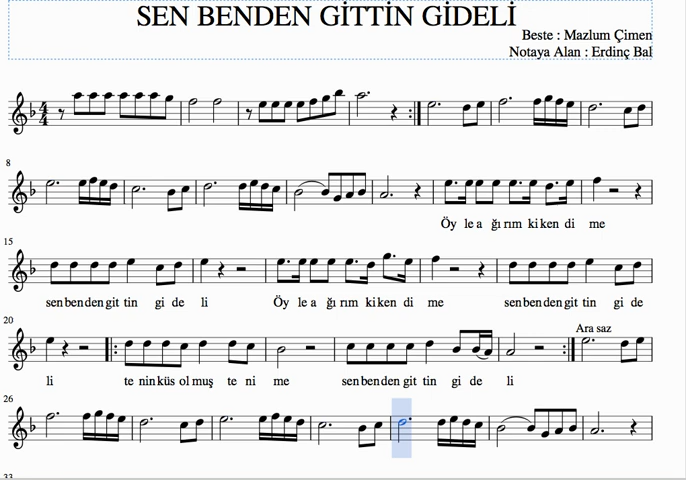 SEN BENDEN GİTTİN GİDELİ
Beste : Mazlum Çimen
Notaya Alan : Erdinç Bal
8
Öy le a ğı rım ki ken di me
15
sen ben den git tin gi de li Öy le a ğı rım ki ken di me sen ben den git tin gi de
20
Ara saz
li te nin küs ol muş te ni me sen ben den git tin gi de li
26
33